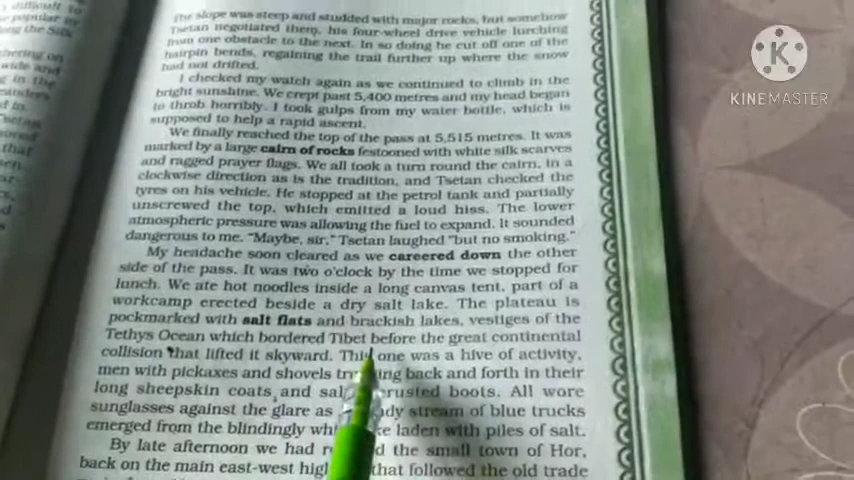 The slope was steep and studded with major rocks, but somehow
Tsetan negotiated them, his four-wheel drive vehicle lurching
from one obstacle to the next. In so doing he cut off one of the
hairpin bends, regaining the trail further up where the snow
had not drifted.
I checked my watch again as we continued to climb in the
bright sunshine. We crept past 5,400 metres and my head began
to throb horribly. I took gulps from my water bottle, which is
supposed to help a rapid ascent.
We finally reached the top of the pass at 5,515 metres. It was
marked by a large cairn of rocks festooned with white silk scarves
and ragged prayer flags. We all took a turn round the cairn, in a
clockwise direction as is the tradition, and Tsetan checked the
tyres on his vehicle. He stopped at the petrol tank and partially
unscrewed the top, which emitted a loud hiss. The lower
atmospheric pressure was allowing the fuel to expand. It sounded
dangerous to me. "Maybe, sir," Tsetan laughed "but no smoking."
My headache soon cleared as we careered down the other
side of the pass. It was two o'clock by the time we stopped for
lunch. We ate hot noodles inside a long canvas tent, part of a
workcamp erected beside a dry salt lake. The plateau is
pockmarked with salt flats and brackish lakes, vestiges of the
Tethys Ocean which bordered Tibet before the great continental
collision that lifted it skyward. This one was a hive of activity,
men with pickaxes and shovels back and forth in their
long sheepskin coats and boots. All wore
sunglasses against the glare as stream of blue trucks
emerged from the blindingly laden with piles of salt.
By late afternoon we had the small town of Hor,
back on the main east-west that followed the old trade
KINEMASTER